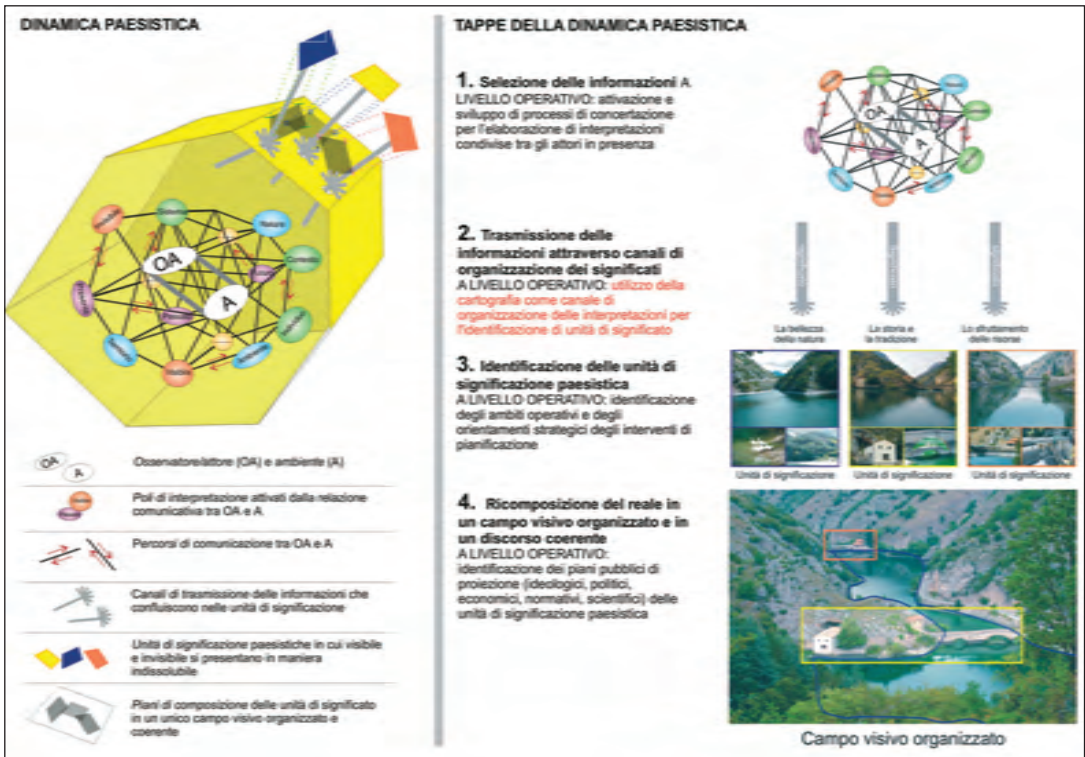 DINAMICA PAESISTICA
OA
A
Natura
Osservatore/attore (OA) e ambiente (A)
Poli di interpretazione attivati dalla relazione
comunicativa tra OA e A
Percorsi di comunicazione tra OA e A
Canali di trasmissione delle informazioni che
confluiscono nelle unità di significazione
Unità di significazione paesistiche in cui visibile
e invisibile si presentano in maniera
indissolubile
Piani di composizione delle unità di significato
in un unico campo visivo organizzato e
coerente
TAPPE DELLA DINAMICA PAESISTICA
1. Selezione delle informazioni A
LIVELLO OPERATIVO: attivazione e
sviluppo di processi di concertazione
per l'elaborazione di interpretazioni
condivise tra gli attori in presenza
OA
A
2. Trasmissione delle
informazioni attraverso canali di
organizzazione dei significati
A LIVELLO OPERATIVO: utilizzo della
cartografia come canale di
organizzazione delle interpretazioni per
l'identificazione di unità di significato
La bellezza
della natura
La storia e
la tradizione
Lo sfruttamento
delle risorse
3. Identificazione delle unità di
significazione paesistica
A LIVELLO OPERATIVO: identificazione
degli ambiti operativi e degli
orientamenti strategici degli interventi di
pianificazione
Unità di significazione
Unità di significazione
Unità di significazione
4. Ricomposizione del reale in
un campo visivo organizzato e in
un discorso coerente
A LIVELLO OPERATIVO:
identificazione dei piani pubblici di
proiezione (ideologici, politici,
economici, normativi, scientifici) delle
unità di significazione paesistica
Campo visivo organizzato